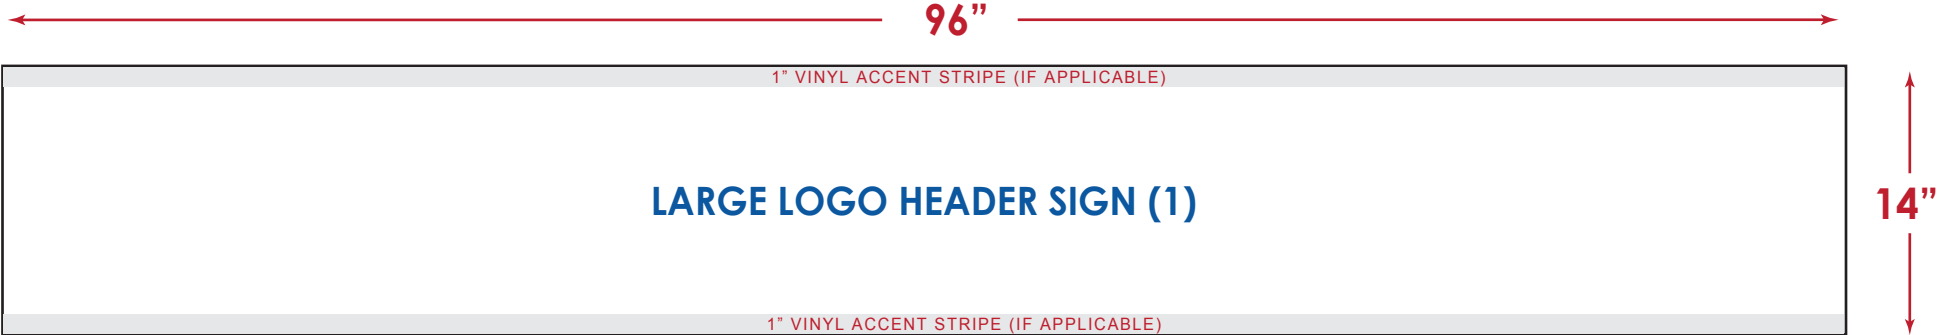 96”
1” VINYL ACCENT STRIPE (IF APPLICABLE)
LARGE LOGO HEADER SIGN (1)
14”
1” VINYL ACCENT STRIPE (IF APPLICABLE)